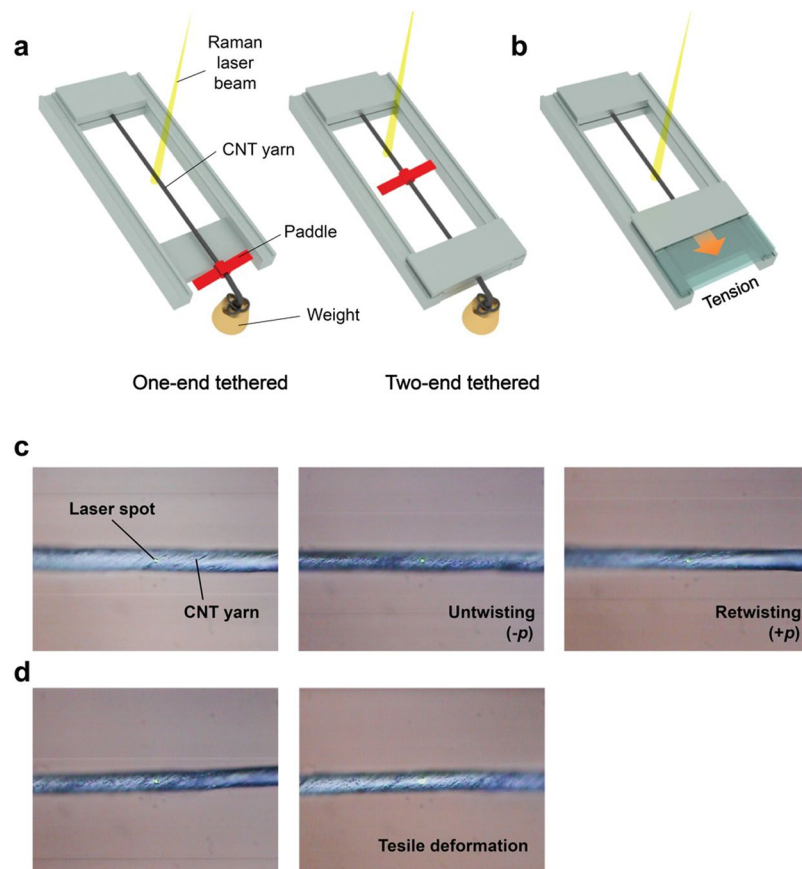 a
b
Raman
laser
beam
CNT yarn
Paddle
Weight
Tension
One-end tethered
Two-end tethered
c
Laser spot
CNT yarn
Untwisting
(-p)
Retwisting
(+p)
d
Tesile deformation